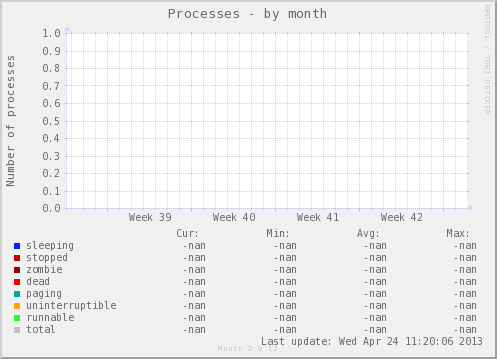 Processes - by month
RRDTOOL / TOBI OETIKER
Number of processes
1.0
0.9
0.8
0.7
0.6
0.5
0.4
0.3
0.2
0.1
0.0
Week 39 Week 40 Week 41 Week 42
Cur: Min: Avg: Max:
sleeping -nan -nan -nan -nan
stopped -nan -nan -nan -nan
zombie -nan -nan -nan -nan
dead -nan -nan -nan -nan
paging -nan -nan -nan -nan
uninterruptible -nan -nan -nan -nan
runnable -nan -nan -nan -nan
total -nan -nan -nan -nan
Last update: Wed Apr 24 11:20:06 2013
Munin 2.0.12